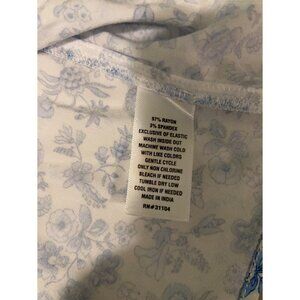 97% RAYON
3% SPANDEX
EXCLUSIVE OF ELASTIC
WASH INSIDE OUT
MACHINE WASH COLD
WITH LIKE COLORS
GENTLE CYCLE
ONLY NON CHLORINE
BLEACH IF NEEDED
TUMBLE DRY LOW
COOL IRON IF NEEDED
MADE IN INDIA
RN#31104